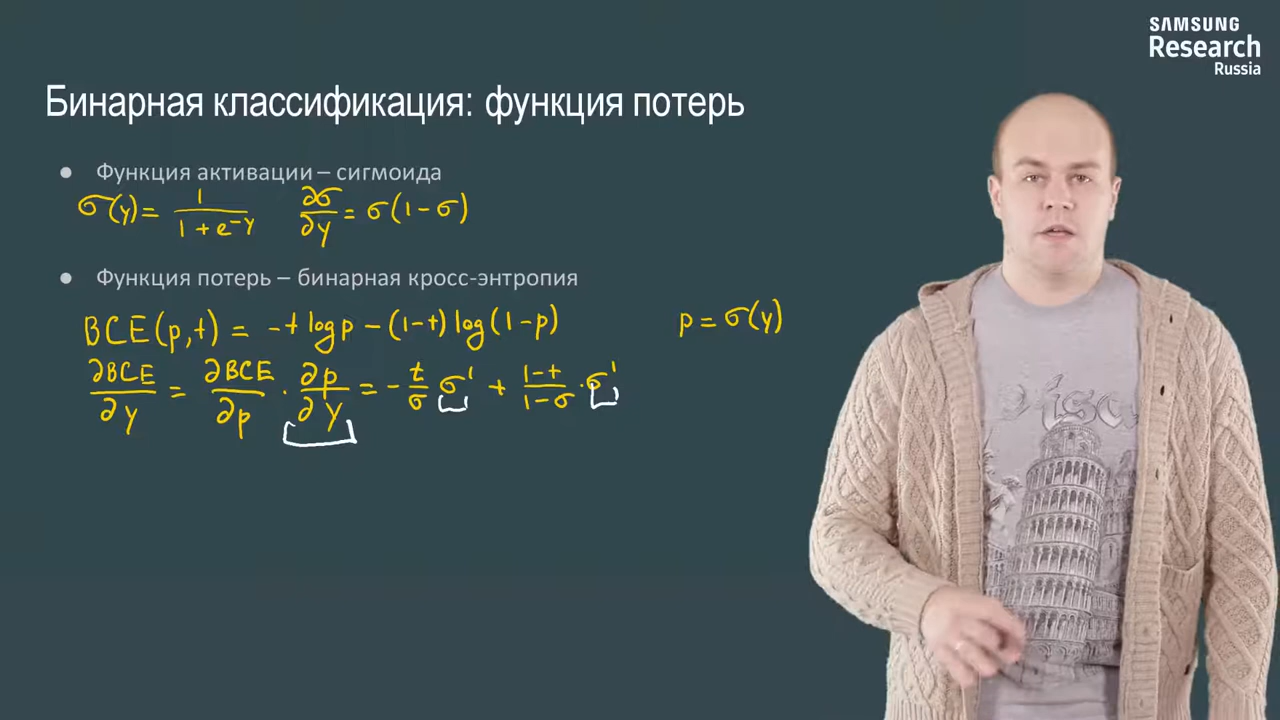 SAMSUNG
Research
Russia
Бинарная классификация: функция потерь
● Функция активации – сигмоида
σ(y) = 1 / (1 + e^-y)   ∂σ/∂y = σ(1 - σ)
● Функция потерь – бинарная кросс-энтропия
BCE(p,t) = -t log p - (1-t) log (1-p)   p = σ(y)
∂BCE/∂y = ∂BCE/∂p · ∂p/∂y = - t/σ σ' + (1-t)/(1-σ) · σ'
Pisa